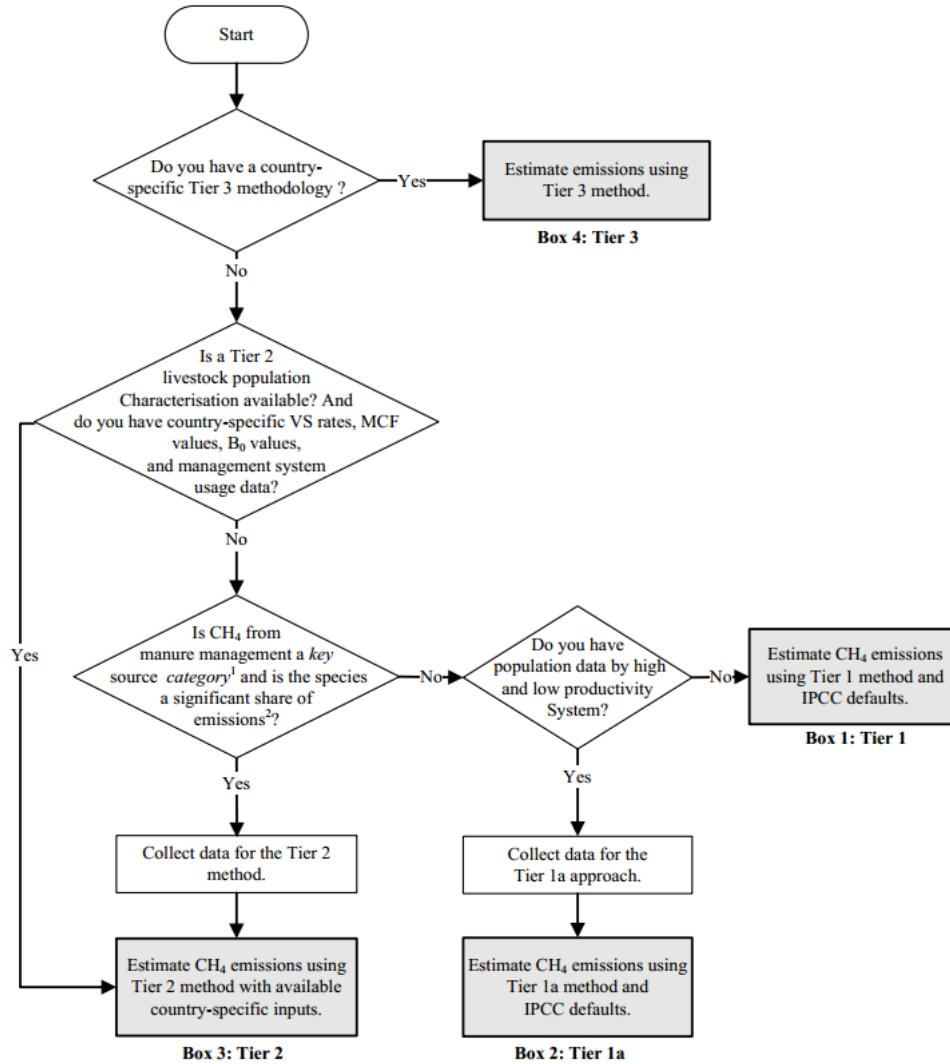 Start
Do you have a country-
specific Tier 3 methodology ?
Yes
Estimate emissions using
Tier 3 method.
Box 4: Tier 3
No
Is a Tier 2
livestock population
Characterisation available? And
do you have country-specific VS rates, MCF
values, B₀ values,
and management system
usage data?
No
Yes
Is CH₄ from
manure management a key
source category¹ and is the species
a significant share of
emissions²?
No
Do you have
population data by high
and low productivity
System?
No
Estimate CH₄ emissions
using Tier 1 method and
IPCC defaults.
Box 1: Tier 1
Yes
Yes
Collect data for the Tier 2
method.
Collect data for the
Tier 1a approach.
Estimate CH₄ emissions using
Tier 2 method with available
country-specific inputs.
Box 3: Tier 2
Estimate CH₄ emissions using
Tier 1a method and
IPCC defaults.
Box 2: Tier 1a